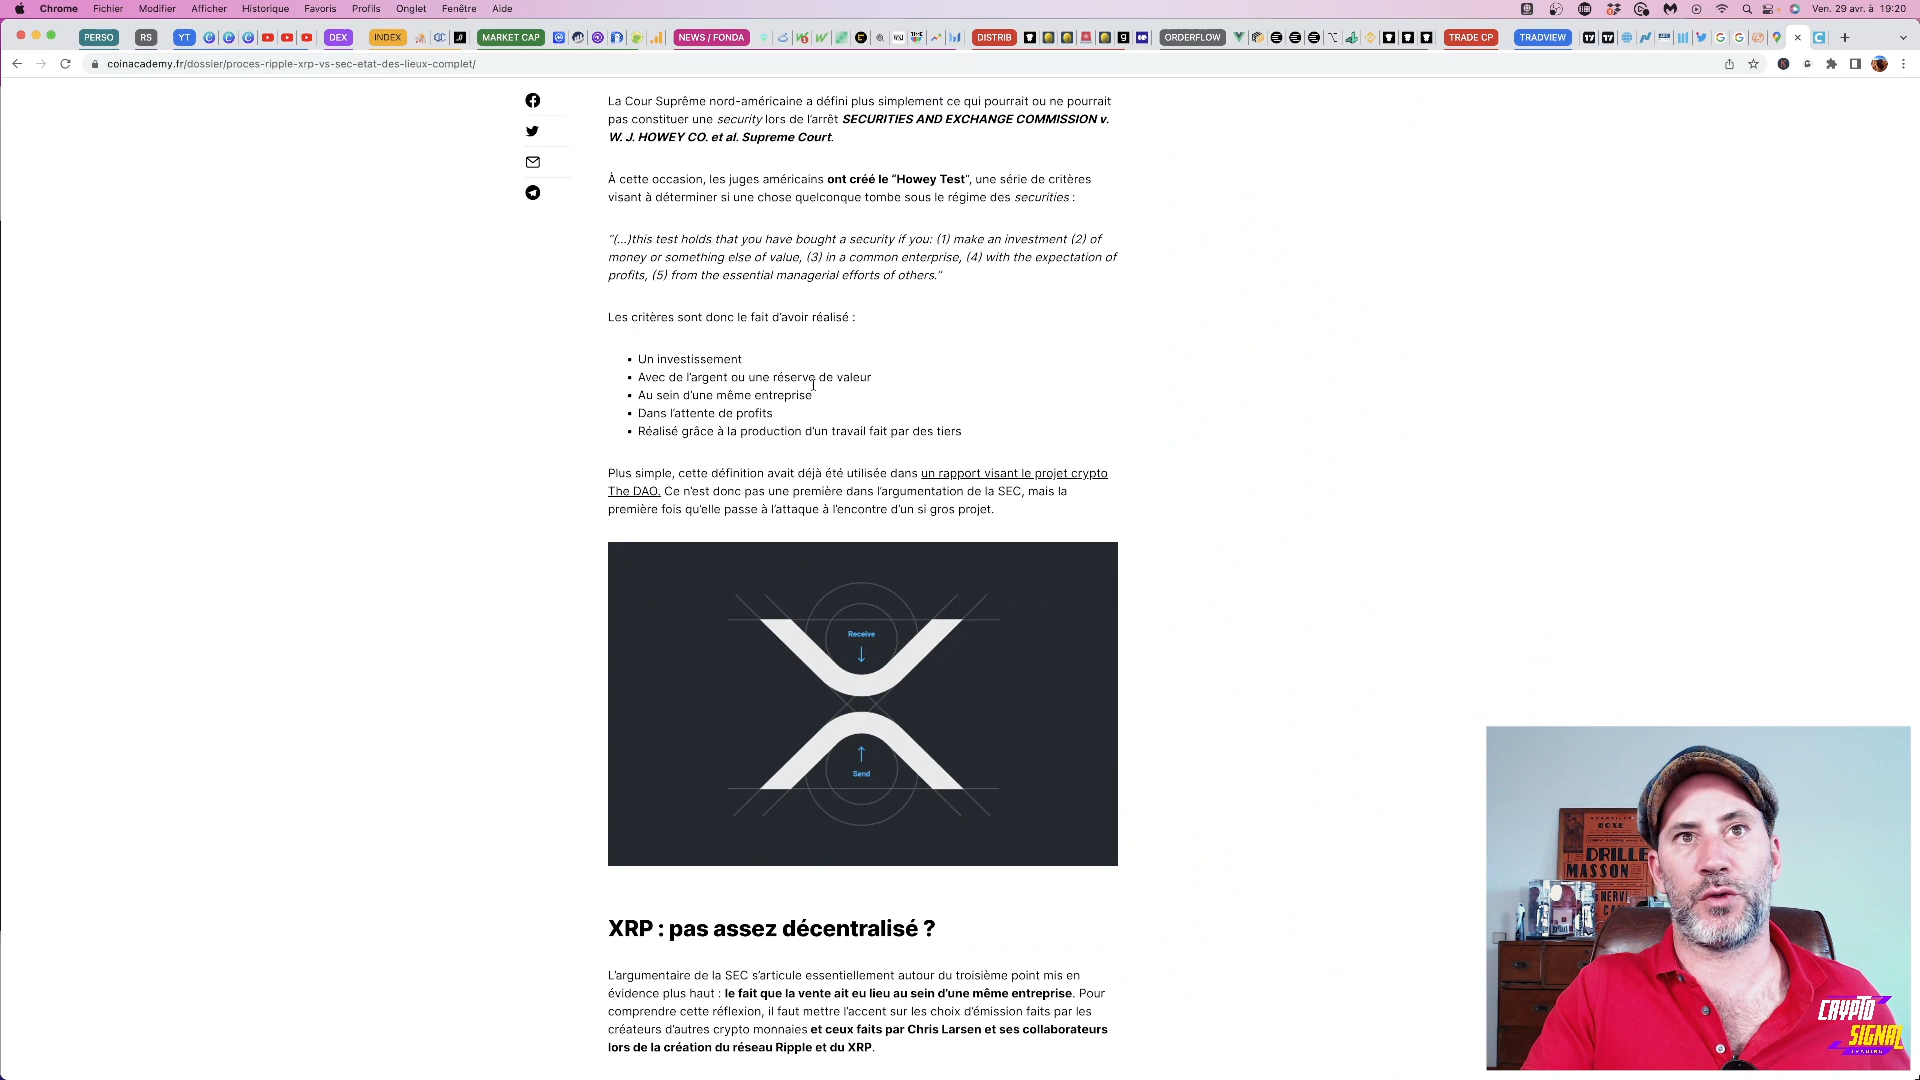 Chrome Fichier Modifier Afficher Historique Favoris Profils Onglet Fenêtre Aide Ven. 29 avr. à 19:20
PERSO RS YT DEX INDEX MARKET CAP NEWS / FONDA DISTRIB ORDERFLOW TRADE CP TRADVIEW
coinacademy.fr/dossier/proces-ripple-xrp-vs-sec-etat-des-lieux-complet/
La Cour Suprême nord-américaine a défini plus simplement ce qui pourrait ou ne pourrait
pas constituer une security lors de l’arrêt SECURITIES AND EXCHANGE COMMISSION v.
W. J. HOWEY CO. et al. Supreme Court.
À cette occasion, les juges américains ont créé le “Howey Test”, une série de critères
visant à déterminer si une chose quelconque tombe sous le régime des securities :
“(…)this test holds that you have bought a security if you: (1) make an investment (2) of
money or something else of value, (3) in a common enterprise, (4) with the expectation of
profits, (5) from the essential managerial efforts of others.”
Les critères sont donc le fait d’avoir réalisé :
• Un investissement
• Avec de l’argent ou une réserve de valeur
• Au sein d’une même entreprise
• Dans l’attente de profits
• Réalisé grâce à la production d’un travail fait par des tiers
Plus simple, cette définition avait déjà été utilisée dans un rapport visant le projet crypto
The DAO. Ce n’est donc pas une première dans l’argumentation de la SEC, mais la
première fois qu’elle passe à l’attaque à l’encontre d’un si gros projet.
Receive
Send
XRP : pas assez décentralisé ?
L’argumentaire de la SEC s’articule essentiellement autour du troisième point mis en
évidence plus haut : le fait que la vente ait eu lieu au sein d’une même entreprise. Pour
comprendre cette réflexion, il faut mettre l’accent sur les choix d’émission faits par les
créateurs d’autres crypto monnaies et ceux faits par Chris Larsen et ses collaborateurs
lors de la création du réseau Ripple et du XRP.
BOXE
DRILLE
MASSON
CRYPTO
SIGNAL
TRADING